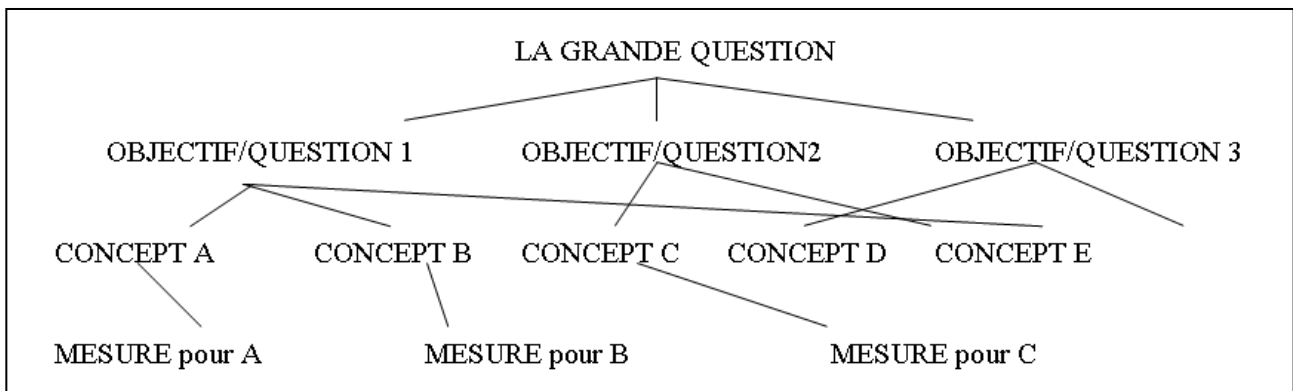 LA GRANDE QUESTION
OBJECTIF/QUESTION 1 OBJECTIF/QUESTION2 OBJECTIF/QUESTION 3
CONCEPT A CONCEPT B CONCEPT C CONCEPT D CONCEPT E
MESURE pour A MESURE pour B MESURE pour C